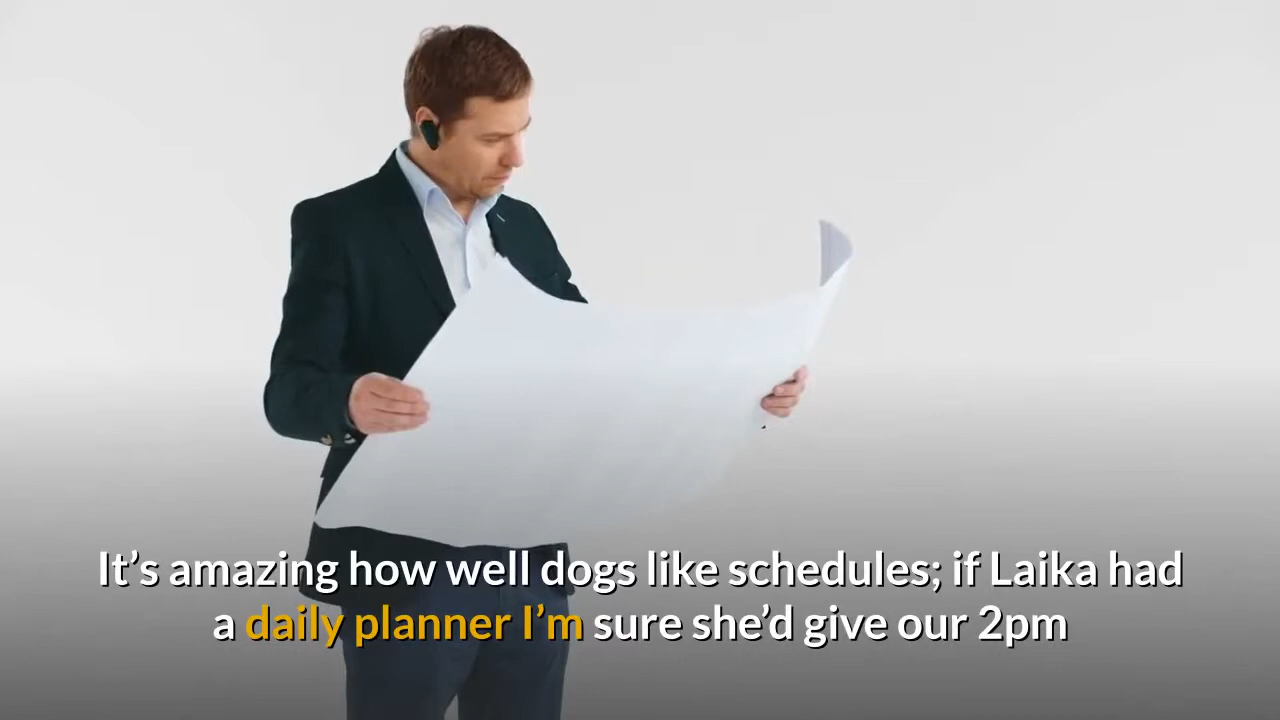 It’s amazing how well dogs like schedules; if Laika had
a daily planner I’m sure she’d give our 2pm